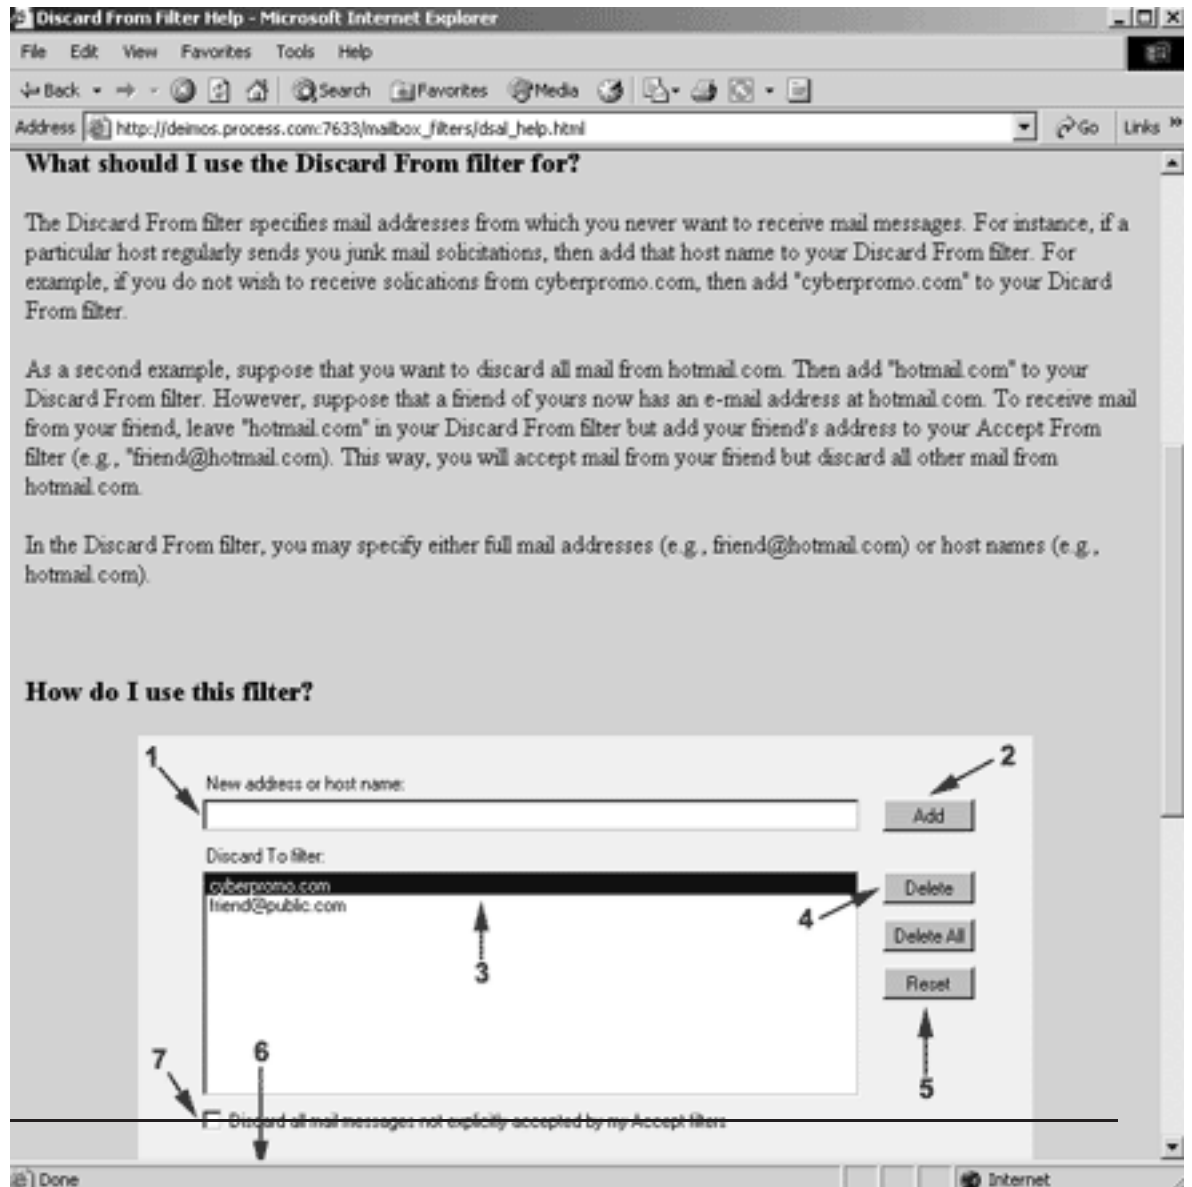 Discard From Filter Help - Microsoft Internet Explorer
File Edit View Favorites Tools Help
Back Search Favorites Media
Address http://deimos.process.com:7633/mailbox_filters/dsal_help.html Go Links »
What should I use the Discard From filter for?
The Discard From filter specifies mail addresses from which you never want to receive mail messages. For instance, if a
particular host regularly sends you junk mail solicitations, then add that host name to your Discard From filter. For
example, if you do not wish to receive solications from cyberpromo.com, then add "cyberpromo.com" to your Dicard
From filter.
As a second example, suppose that you want to discard all mail from hotmail.com. Then add "hotmail.com" to your
Discard From filter. However, suppose that a friend of yours now has an e-mail address at hotmail.com. To receive mail
from your friend, leave "hotmail.com" in your Discard From filter but add your friend's address to your Accept From
filter (e.g., "friend@hotmail.com). This way, you will accept mail from your friend but discard all other mail from
hotmail.com.
In the Discard From filter, you may specify either full mail addresses (e.g., friend@hotmail.com) or host names (e.g.,
hotmail.com).
How do I use this filter?
1
2
New address or host name:
Add
Discard To filter:
cyberpromo.com
friend@public.com
Delete
4
Delete All
3
Reset
7
6
5
Discard all mail messages not explicitly accepted by my Accept filters
Done Internet